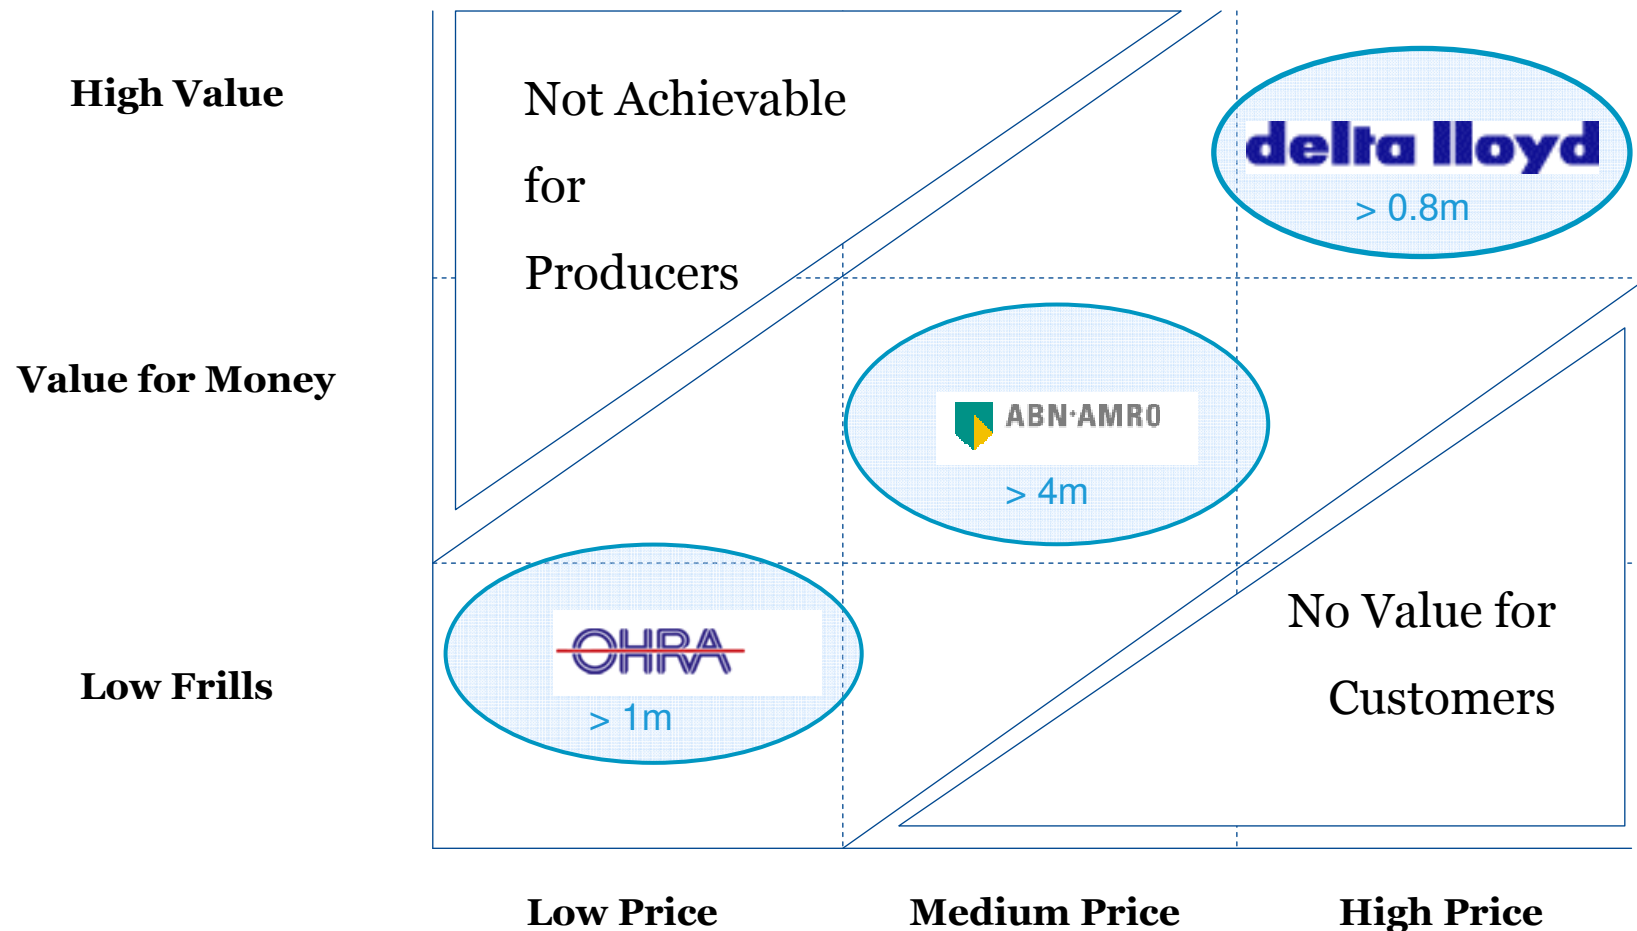 High Value
Not Achievable
for
Producers
delta lloyd
> 0.8m
Value for Money
ABN·AMRO
> 4m
Low Frills
OHRA
> 1m
No Value for
Customers
Low Price
Medium Price
High Price